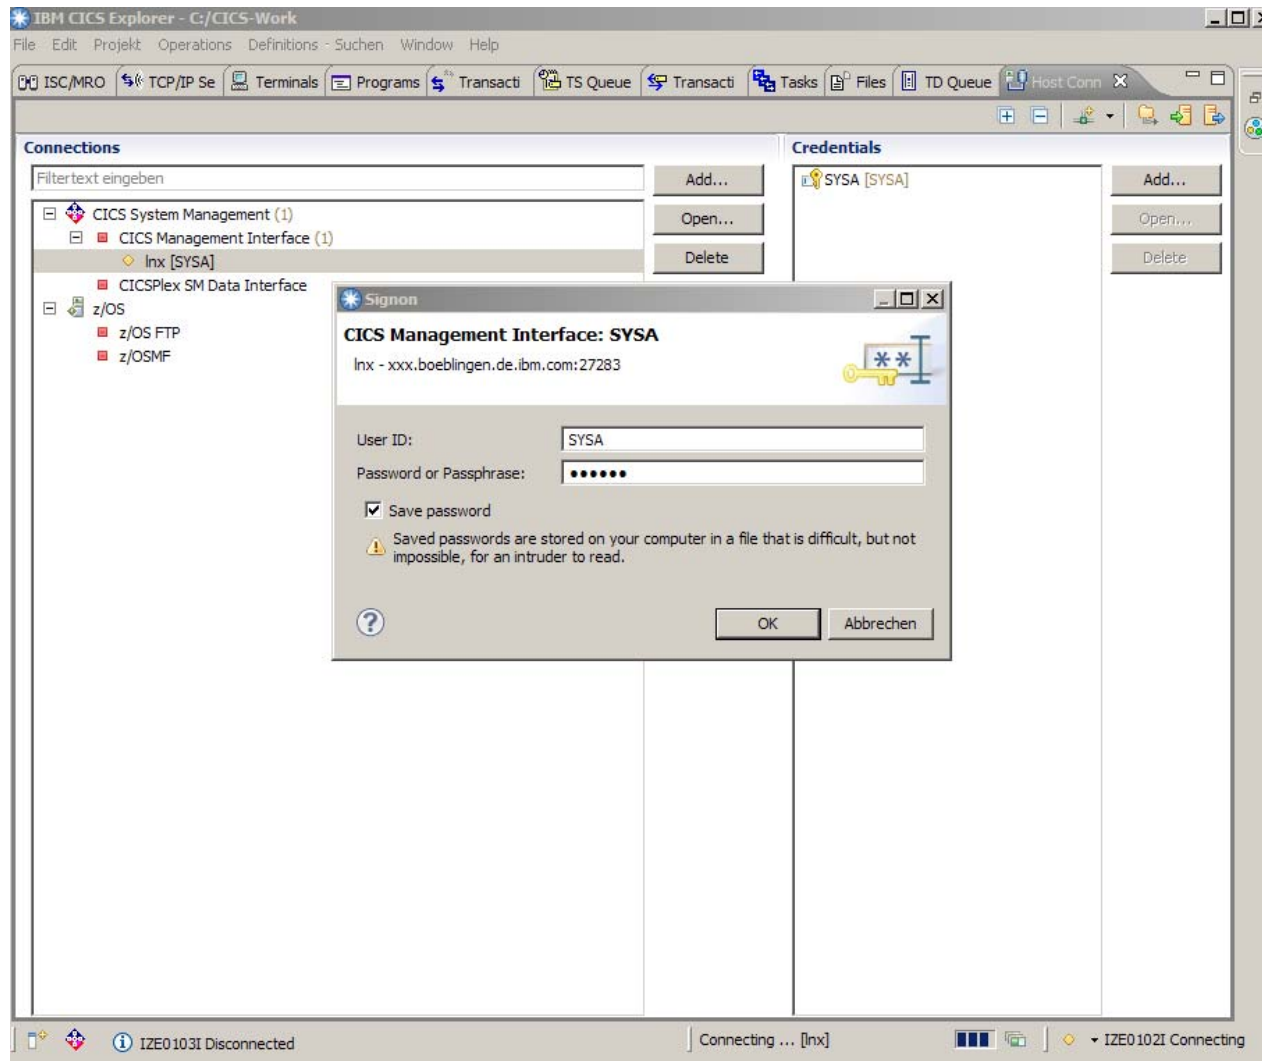 IBM CICS Explorer - C:/CICS-Work
File Edit Projekt Operations Definitions - Suchen Window Help
ISC/MRO TCP/IP Se Terminals Programs Transacti TS Queue Transacti Tasks Files TD Queue Host Conn
Connections
Credentials
Filtertext eingeben
Add...
SYSA [SYSA]
Add...
CICS System Management (1)
Open...
Open...
CICS Management Interface (1)
lnx [SYSA]
Delete
Delete
CICSPlex SM Data Interface
z/OS
z/OS FTP
z/OSMF
Signon
CICS Management Interface: SYSA
lnx - xxx.boeblingen.de.ibm.com:27283
**
User ID: SYSA
Password or Passphrase: ●●●●●●
Save password
Saved passwords are stored on your computer in a file that is difficult, but not
impossible, for an intruder to read.
?
OK Abbrechen
IZE0103I Disconnected Connecting ... [lnx] IZE0102I Connecting